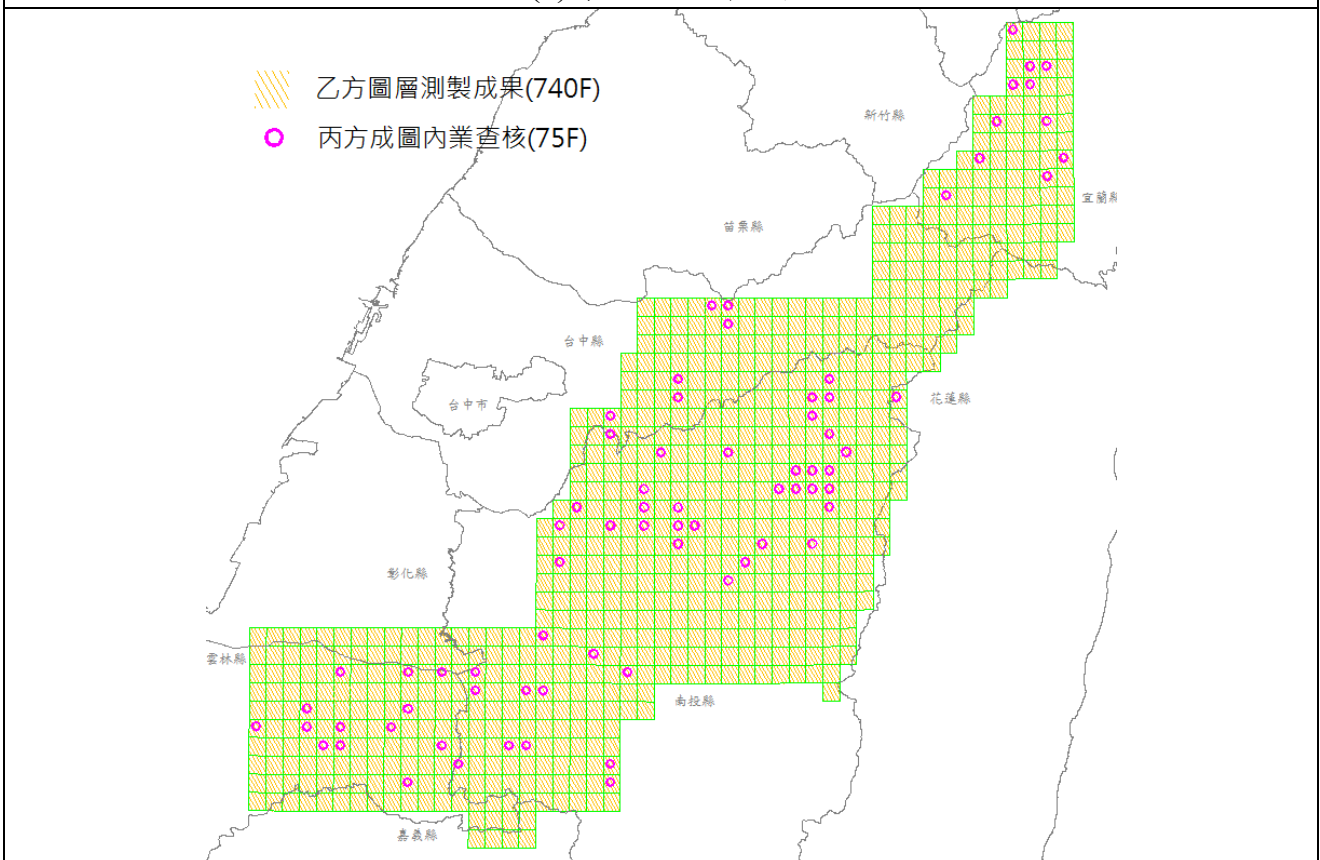 乙方圖層測製成果(740F)
丙方成圖內業查核(75F)
新竹縣
宜蘭縣
苗栗縣
台中縣
花蓮縣
台中市
彰化縣
雲林縣
南投縣
嘉義縣